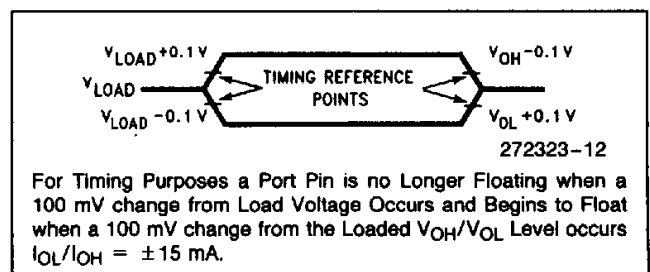 V_LOAD +0.1 V
V_OH −0.1 V
V_LOAD
TIMING REFERENCE
POINTS
V_LOAD −0.1 V
V_OL +0.1 V
272323–12
For Timing Purposes a Port Pin is no Longer Floating when a
100 mV change from Load Voltage Occurs and Begins to Float
when a 100 mV change from the Loaded V_OH/V_OL Level occurs
I_OL/I_OH = ±15 mA.